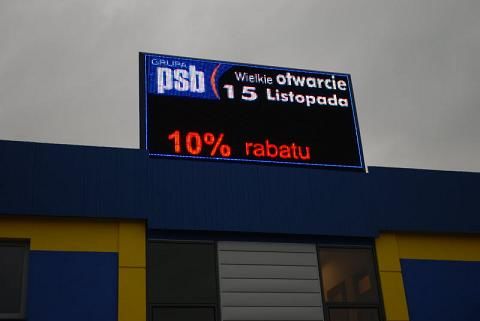 GRUPA
psb
Wielkie otwarcie
15 Listopada
10% rabatu